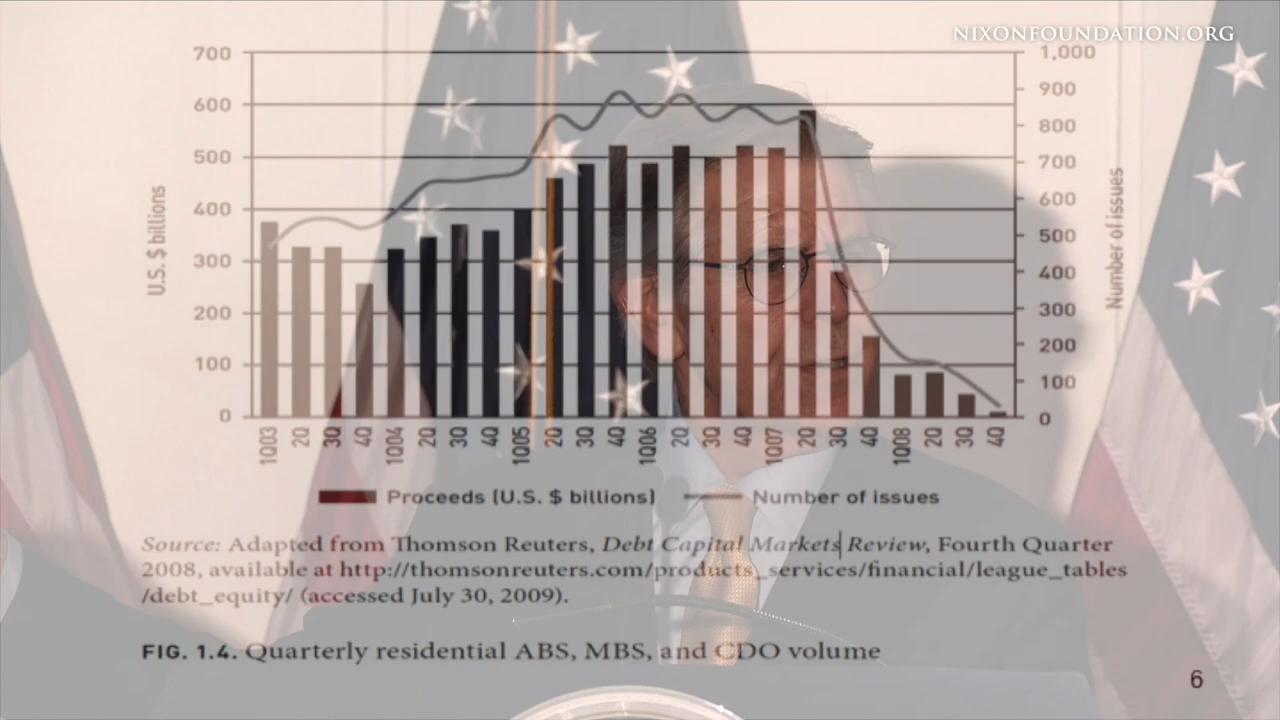 NIXONFOUNDATION.ORG
700
600
500
400
300
200
100
0
U.S. $ billions
1,000
900
800
700
600
500
400
300
200
100
0
Number of issues
1Q03 2Q 3Q 4Q 1Q04 2Q 3Q 4Q 1Q05 2Q 3Q 4Q 1Q06 2Q 3Q 4Q 1Q07 2Q 3Q 4Q 1Q08 2Q 3Q 4Q
Proceeds (U.S. $ billions) Number of issues
Source: Adapted from Thomson Reuters, Debt Capital Markets Review, Fourth Quarter
2008, available at http://thomsonreuters.com/products_services/financial/league_tables
/debt_equity/ (accessed July 30, 2009).
FIG. 1.4. Quarterly residential ABS, MBS, and CDO volume
6